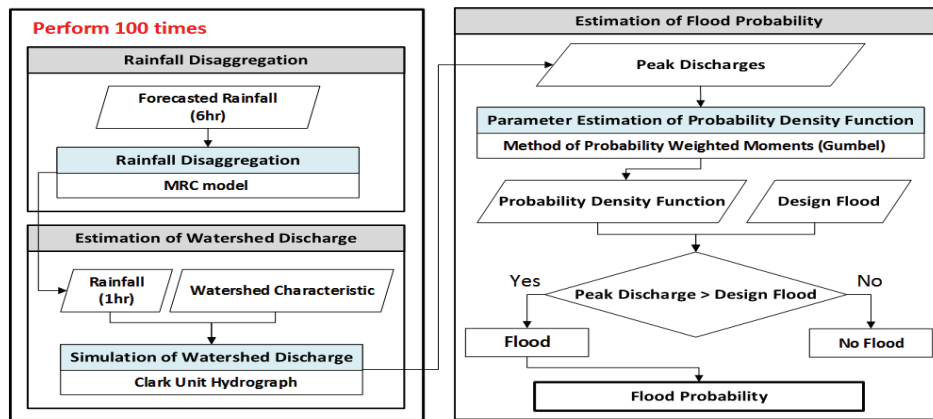 Perform 100 times
Rainfall Disaggregation
Forecasted Rainfall
(6hr)
Rainfall Disaggregation
MRC model
Estimation of Watershed Discharge
Rainfall
(1hr)
Watershed Characteristic
Simulation of Watershed Discharge
Clark Unit Hydrograph
Estimation of Flood Probability
Peak Discharges
Parameter Estimation of Probability Density Function
Method of Probability Weighted Moments (Gumbel)
Probability Density Function
Design Flood
Yes
Peak Discharge > Design Flood
No
Flood
No Flood
Flood Probability